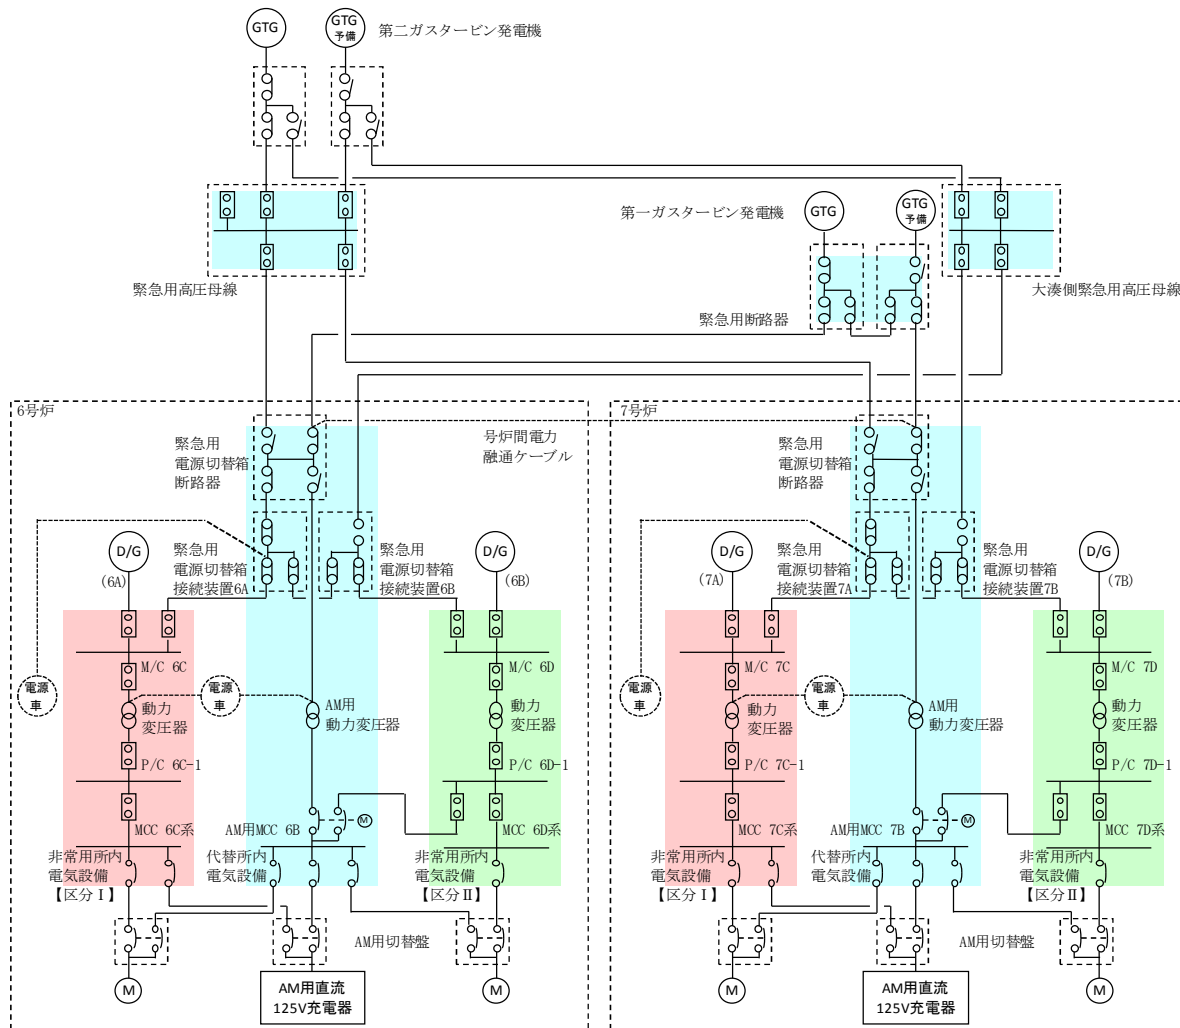 GTG
GTG
予備
第二ガスタービン発電機
第一ガスタービン発電機
GTG
GTG
予備
緊急用高圧母線
大湊側緊急用高圧母線
緊急用断路器
6号炉
7号炉
緊急用
電源切替箱
断路器
号炉間電力
融通ケーブル
緊急用
電源切替箱
断路器
D/G
(6A)
緊急用
電源切替箱
接続装置6A
緊急用
電源切替箱
接続装置6B
D/G
(6B)
D/G
(7A)
緊急用
電源切替箱
接続装置7A
緊急用
電源切替箱
接続装置7B
D/G
(7B)
M/C 6C
M/C 6D
M/C 7C
M/C 7D
電源
車
動力
変圧器
電源
車
AM用
動力変圧器
動力
変圧器
電源
車
動力
変圧器
電源
車
AM用
動力変圧器
動力
変圧器
P/C 6C-1
P/C 6D-1
P/C 7C-1
P/C 7D-1
MCC 6C系
AM用MCC 6B
M
MCC 6D系
MCC 7C系
AM用MCC 7B
M
MCC 7D系
非常用所内
電気設備
【区分Ⅰ】
代替所内
電気設備
非常用所内
電気設備
【区分Ⅱ】
非常用所内
電気設備
【区分Ⅰ】
代替所内
電気設備
非常用所内
電気設備
【区分Ⅱ】
AM用切替盤
AM用切替盤
M
AM用直流
125V充電器
M
M
AM用直流
125V充電器
M